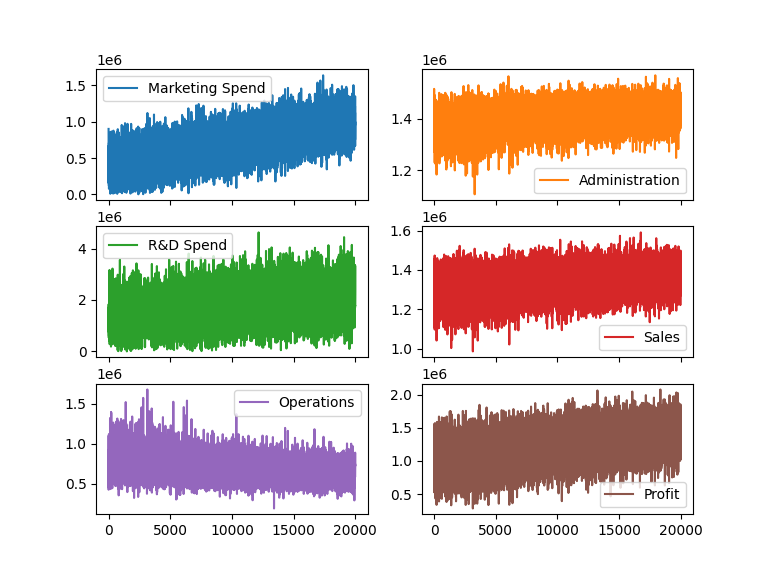 1e6
1e6
Marketing Spend
1.5
1.0
0.5
0.0
1.4
1.2
Administration
1e6
1e6
R&D Spend
4
2
0
1.6
1.4
1.2
1.0
Sales
1e6
1e6
Operations
1.5
1.0
0.5
2.0
1.5
1.0
0.5
Profit
0 5000 10000 15000 20000
0 5000 10000 15000 20000